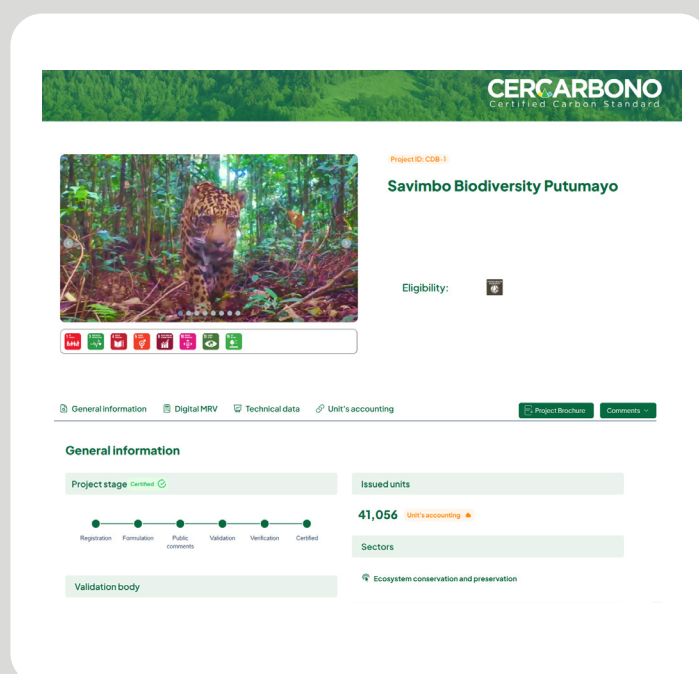 CERCARBONO
Certified Carbon Standard
Project ID: CDB-1
Savimbo Biodiversity Putumayo
Eligibility:
General information
Digital MRV
Technical data
Unit's accounting
Project Brochure
Comments
General information
Project stage Certified
Registration
Formulation
Public
comments
Validation
Verification
Certified
Validation body
Issued units
41,056 Unit's accounting
Sectors
Ecosystem conservation and preservation